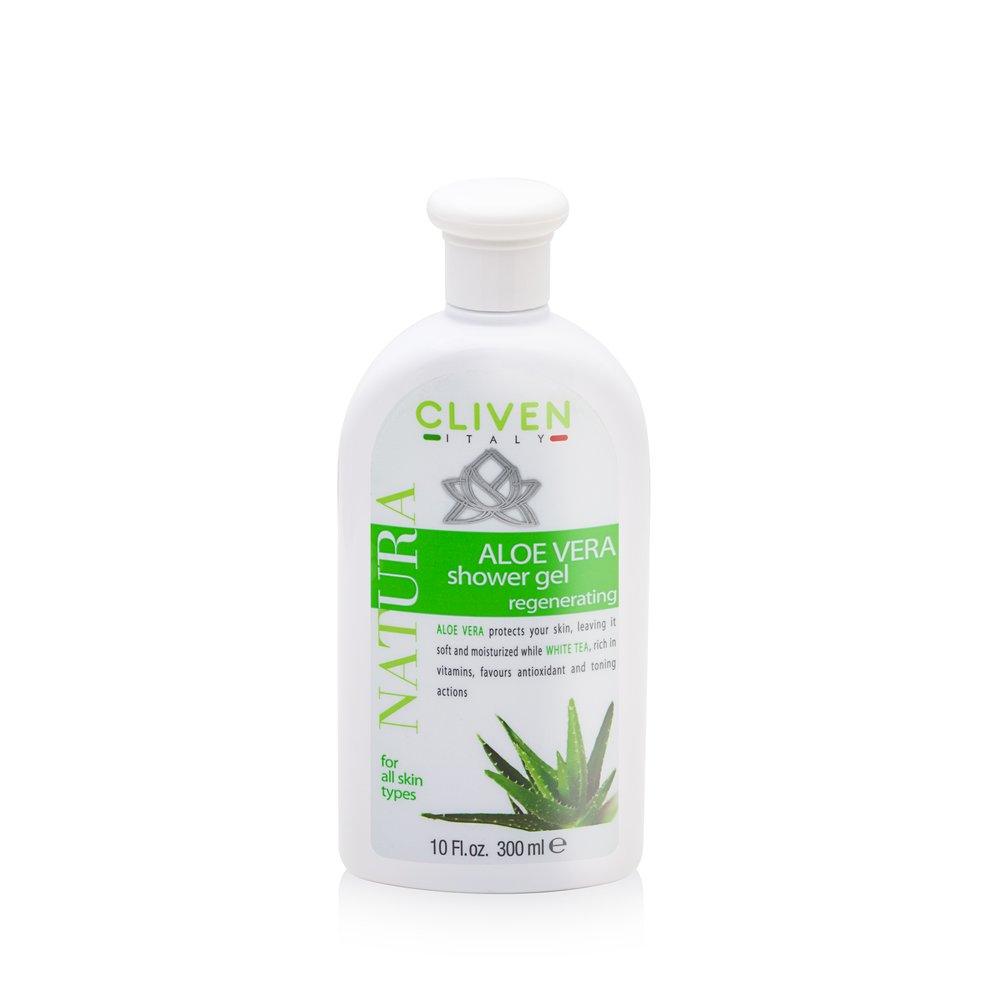 CLIVEN
ITALY
NATURA
ALOE VERA
shower gel
regenerating
ALOE VERA protects your skin, leaving it
soft and moisturized while WHITE TEA, rich in
vitamins, favours antioxidant and toning
actions
for
all skin
types
10 Fl.oz. 300 ml ℮